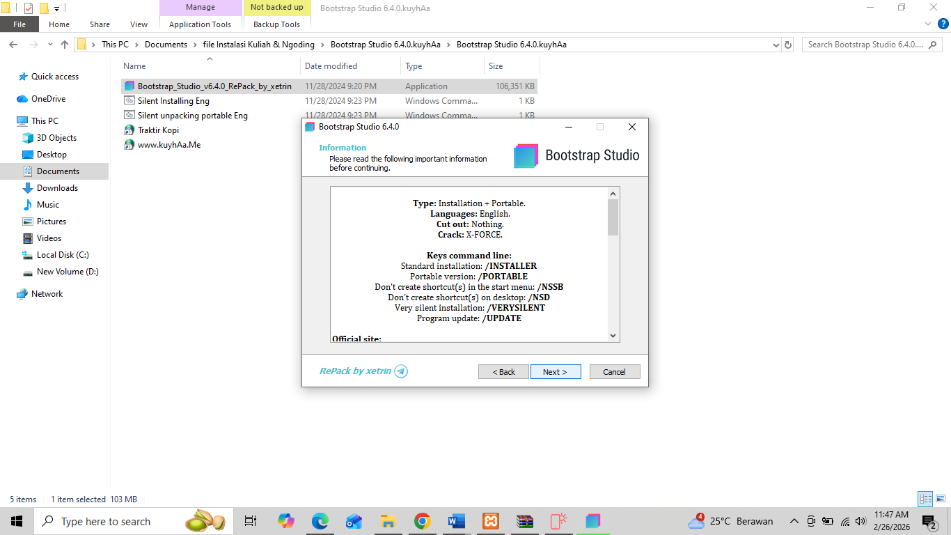 Manage
Not backed up
Bootstrap Studio 6.4.0.kuyhAa
File
Home
Share
View
Application Tools
Backup Tools
This PC
Documents
file Instalasi Kuliah & Ngoding
Bootstrap Studio 6.4.0.kuyhAa
Bootstrap Studio 6.4.0.kuyhAa
Search Bootstrap Studio 6.4.0....
Name
Date modified
Type
Size
Quick access
OneDrive
This PC
3D Objects
Desktop
Documents
Downloads
Music
Pictures
Videos
Local Disk (C:)
New Volume (D:)
Network
Bootstrap_Studio_v6.4.0_RePack_by_xetrin 11/28/2024 9:20 PM Application 106,351 KB
Silent Installing Eng 11/28/2024 9:23 PM Windows Comma... 1 KB
Silent unpacking portable Eng 11/28/2024 9:23 PM Windows Comma... 1 KB
Traktir Kopi
www.kuyhAa.Me
Bootstrap Studio 6.4.0
Information
Please read the following important information
before continuing.
Bootstrap Studio
Type: Installation + Portable.
Languages: English.
Cut out: Nothing.
Crack: X-FORCE.
Keys command line:
Standard installation: /INSTALLER
Portable version: /PORTABLE
Don't create shortcut(s) in the start menu: /NSSB
Don't create shortcut(s) on desktop: /NSD
Very silent installation: /VERYSILENT
Program update: /UPDATE
Official site:
RePack by xetrin
< Back
Next >
Cancel
5 items
1 item selected 103 MB
Type here to search
4
25°C Berawan
11:47 AM
2/26/2026
2